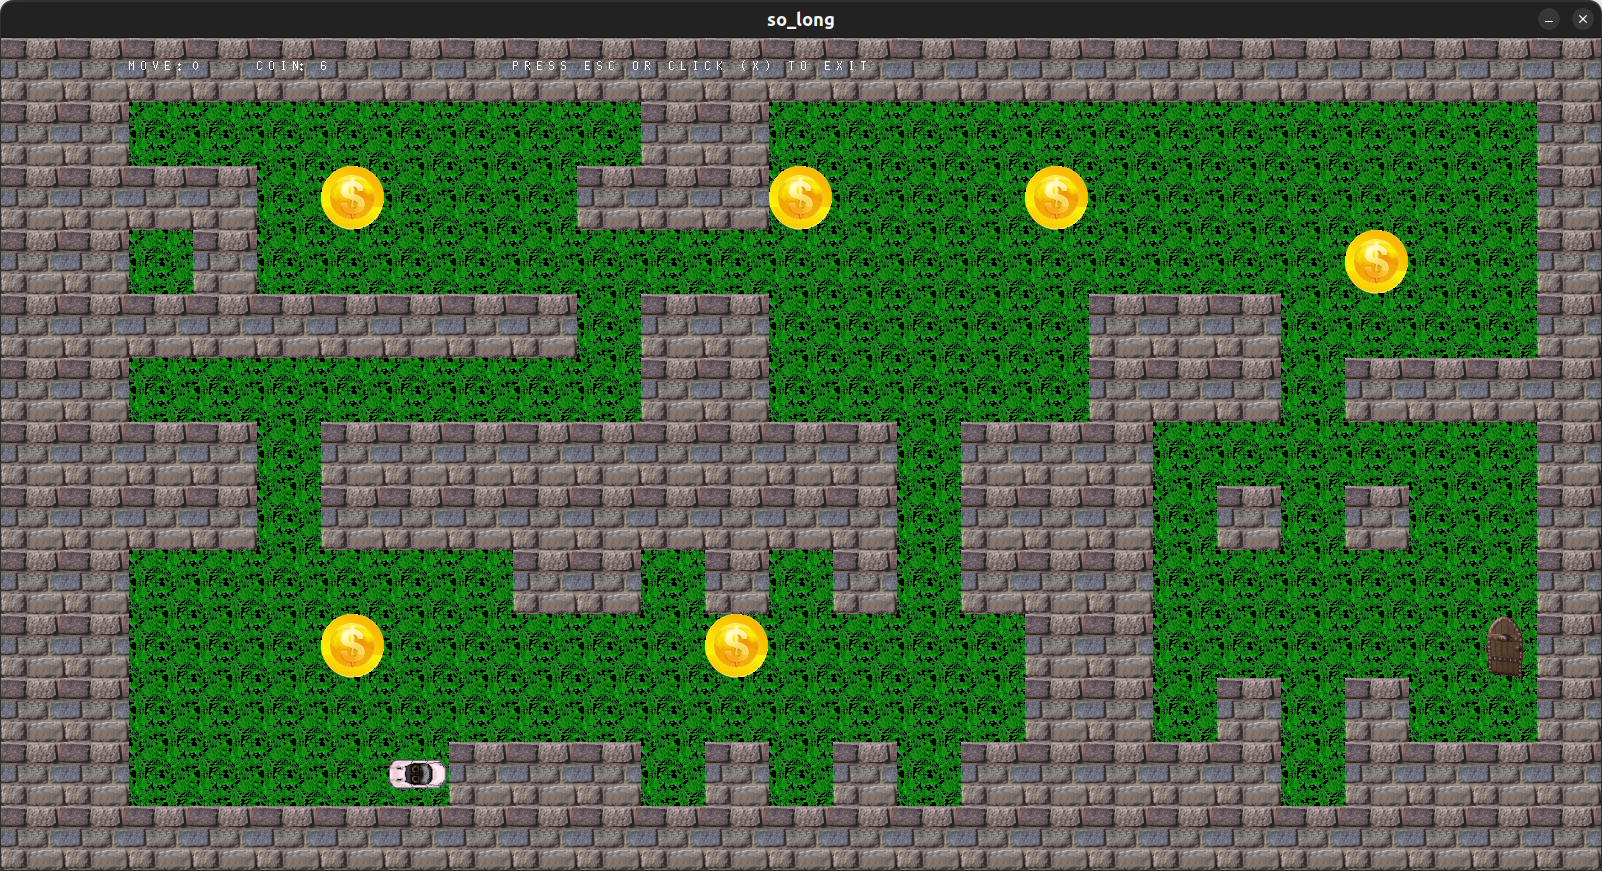 so_long
MOVE: 0 COIN: 6 PRESS ESC OR CLICK (X) TO EXIT
$ $ $
$
$ $